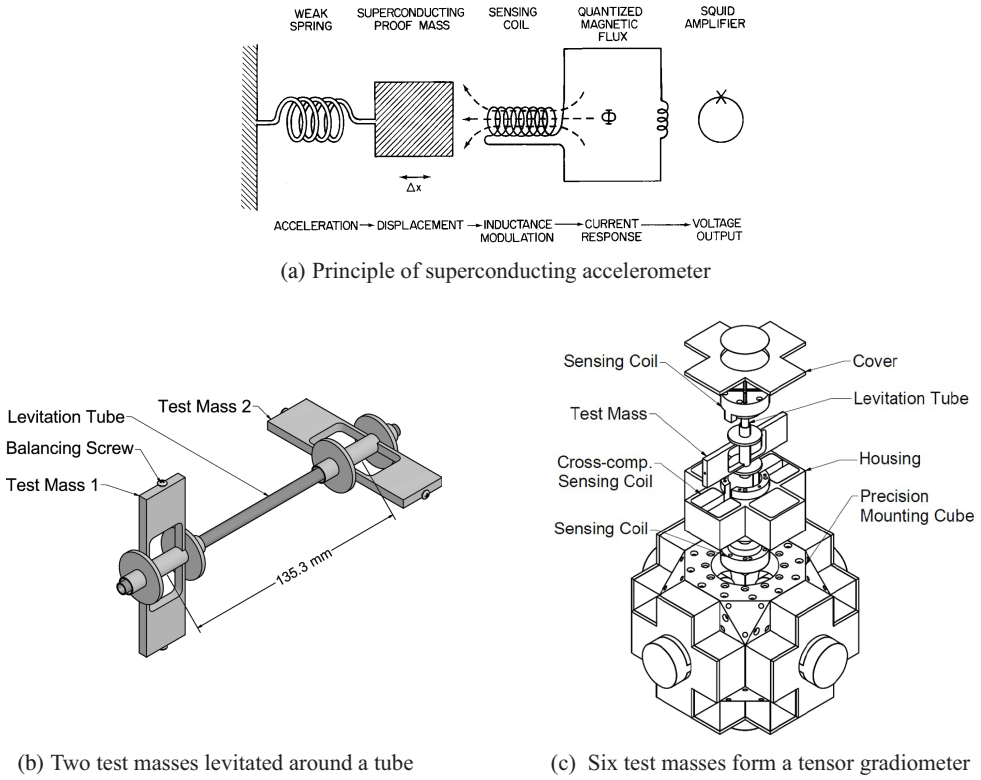 WEAK SPRING
SUPERCONDUCTING PROOF MASS
SENSING COIL
QUANTIZED MAGNETIC FLUX
SQUID AMPLIFIER
Φ
Δx
ACCELERATION → DISPLACEMENT → INDUCTANCE MODULATION → CURRENT RESPONSE → VOLTAGE OUTPUT
(a) Principle of superconducting accelerometer
Levitation Tube
Balancing Screw
Test Mass 1
Test Mass 2
135.3 mm
(b) Two test masses levitated around a tube
Sensing Coil
Test Mass
Cross-comp.
Sensing Coil
Sensing Coil
Cover
Levitation Tube
Housing
Precision
Mounting Cube
(c) Six test masses form a tensor gradiometer